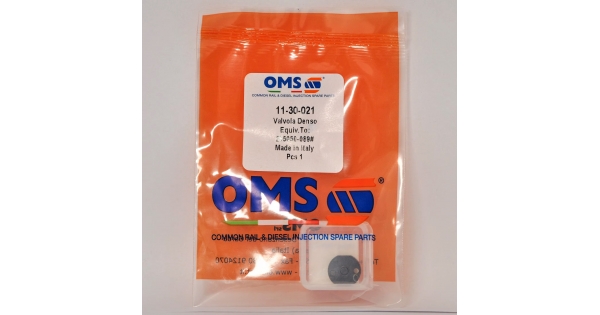 OMS
COMMON RAIL & DIESEL INJECTION SPARE PARTS
11-30-021
Valvola Denso
Equiv.To:
Made in Italy
Pcs 1
OMS ®
COMMON RAIL & DIESEL INJECTION SPARE PARTS